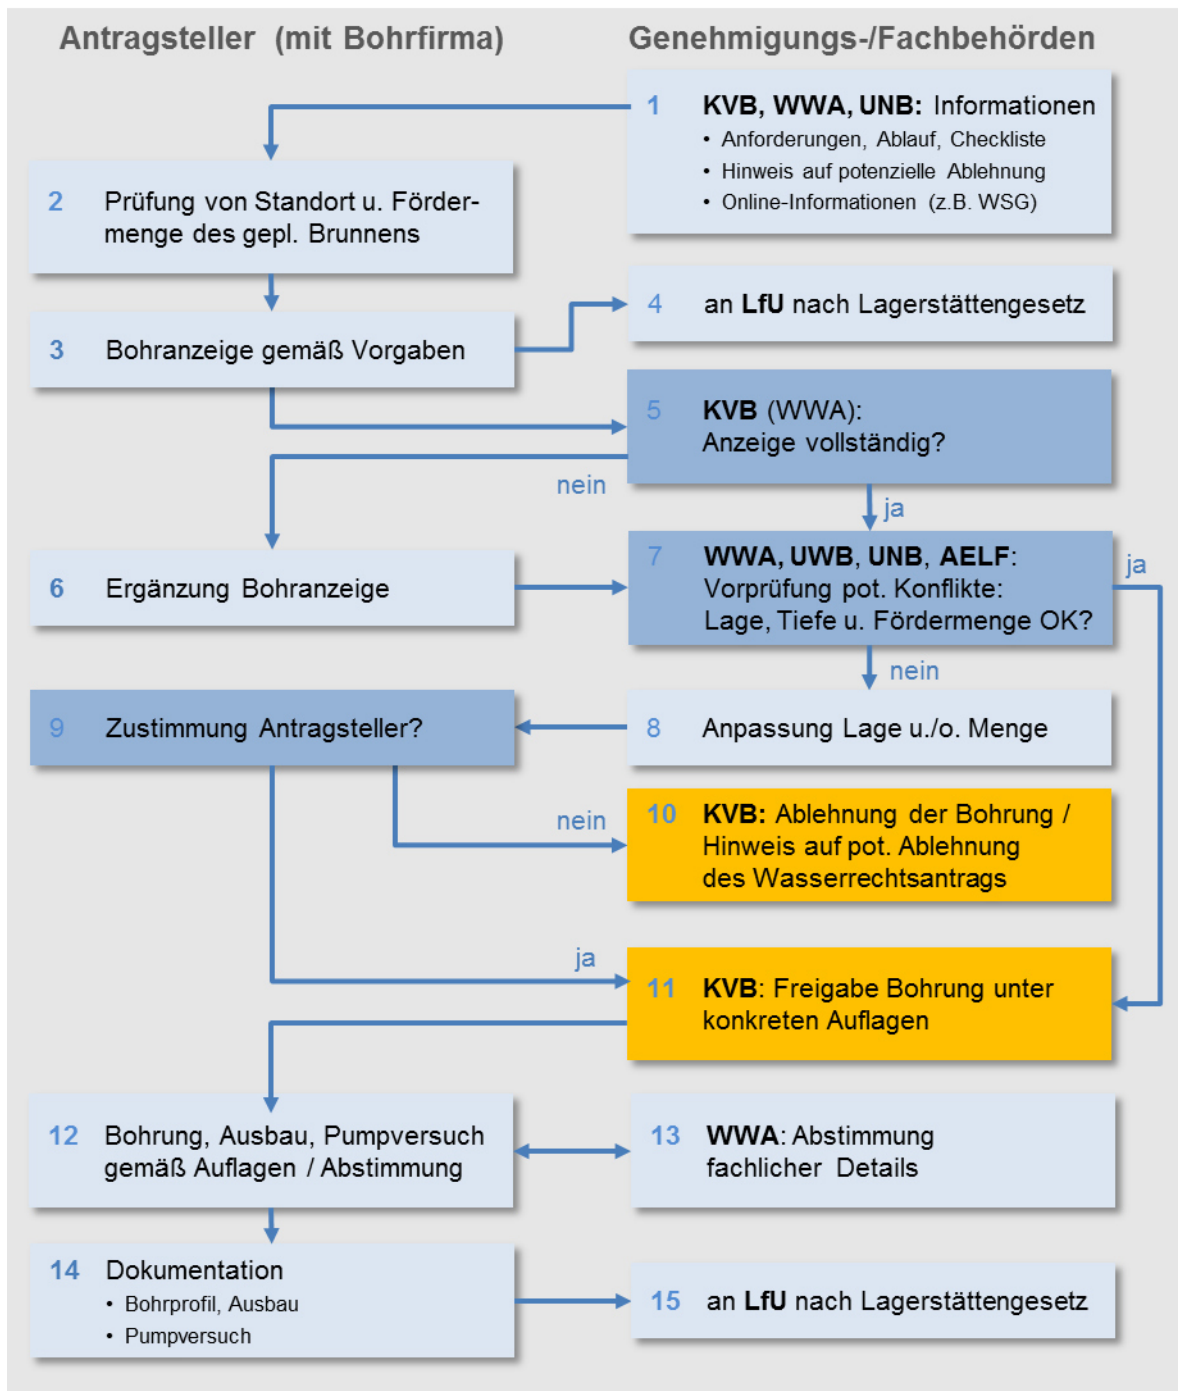 Antragsteller (mit Bohrfirma)
Genehmigungs-/Fachbehörden
1 KVB, WWA, UNB: Informationen
• Anforderungen, Ablauf, Checkliste
• Hinweis auf potenzielle Ablehnung
• Online-Informationen (z.B. WSG)
2 Prüfung von Standort u. Förder-
menge des gepl. Brunnens
3 Bohranzeige gemäß Vorgaben
4 an LfU nach Lagerstättengesetz
5 KVB (WWA):
Anzeige vollständig?
nein
ja
6 Ergänzung Bohranzeige
7 WWA, UWB, UNB, AELF:
Vorprüfung pot. Konflikte:
Lage, Tiefe u. Fördermenge OK?
ja
nein
8 Anpassung Lage u./o. Menge
9 Zustimmung Antragsteller?
nein
10 KVB: Ablehnung der Bohrung /
Hinweis auf pot. Ablehnung
des Wasserrechtsantrags
ja
11 KVB: Freigabe Bohrung unter
konkreten Auflagen
12 Bohrung, Ausbau, Pumpversuch
gemäß Auflagen / Abstimmung
13 WWA: Abstimmung
fachlicher Details
14 Dokumentation
• Bohrprofil, Ausbau
• Pumpversuch
15 an LfU nach Lagerstättengesetz